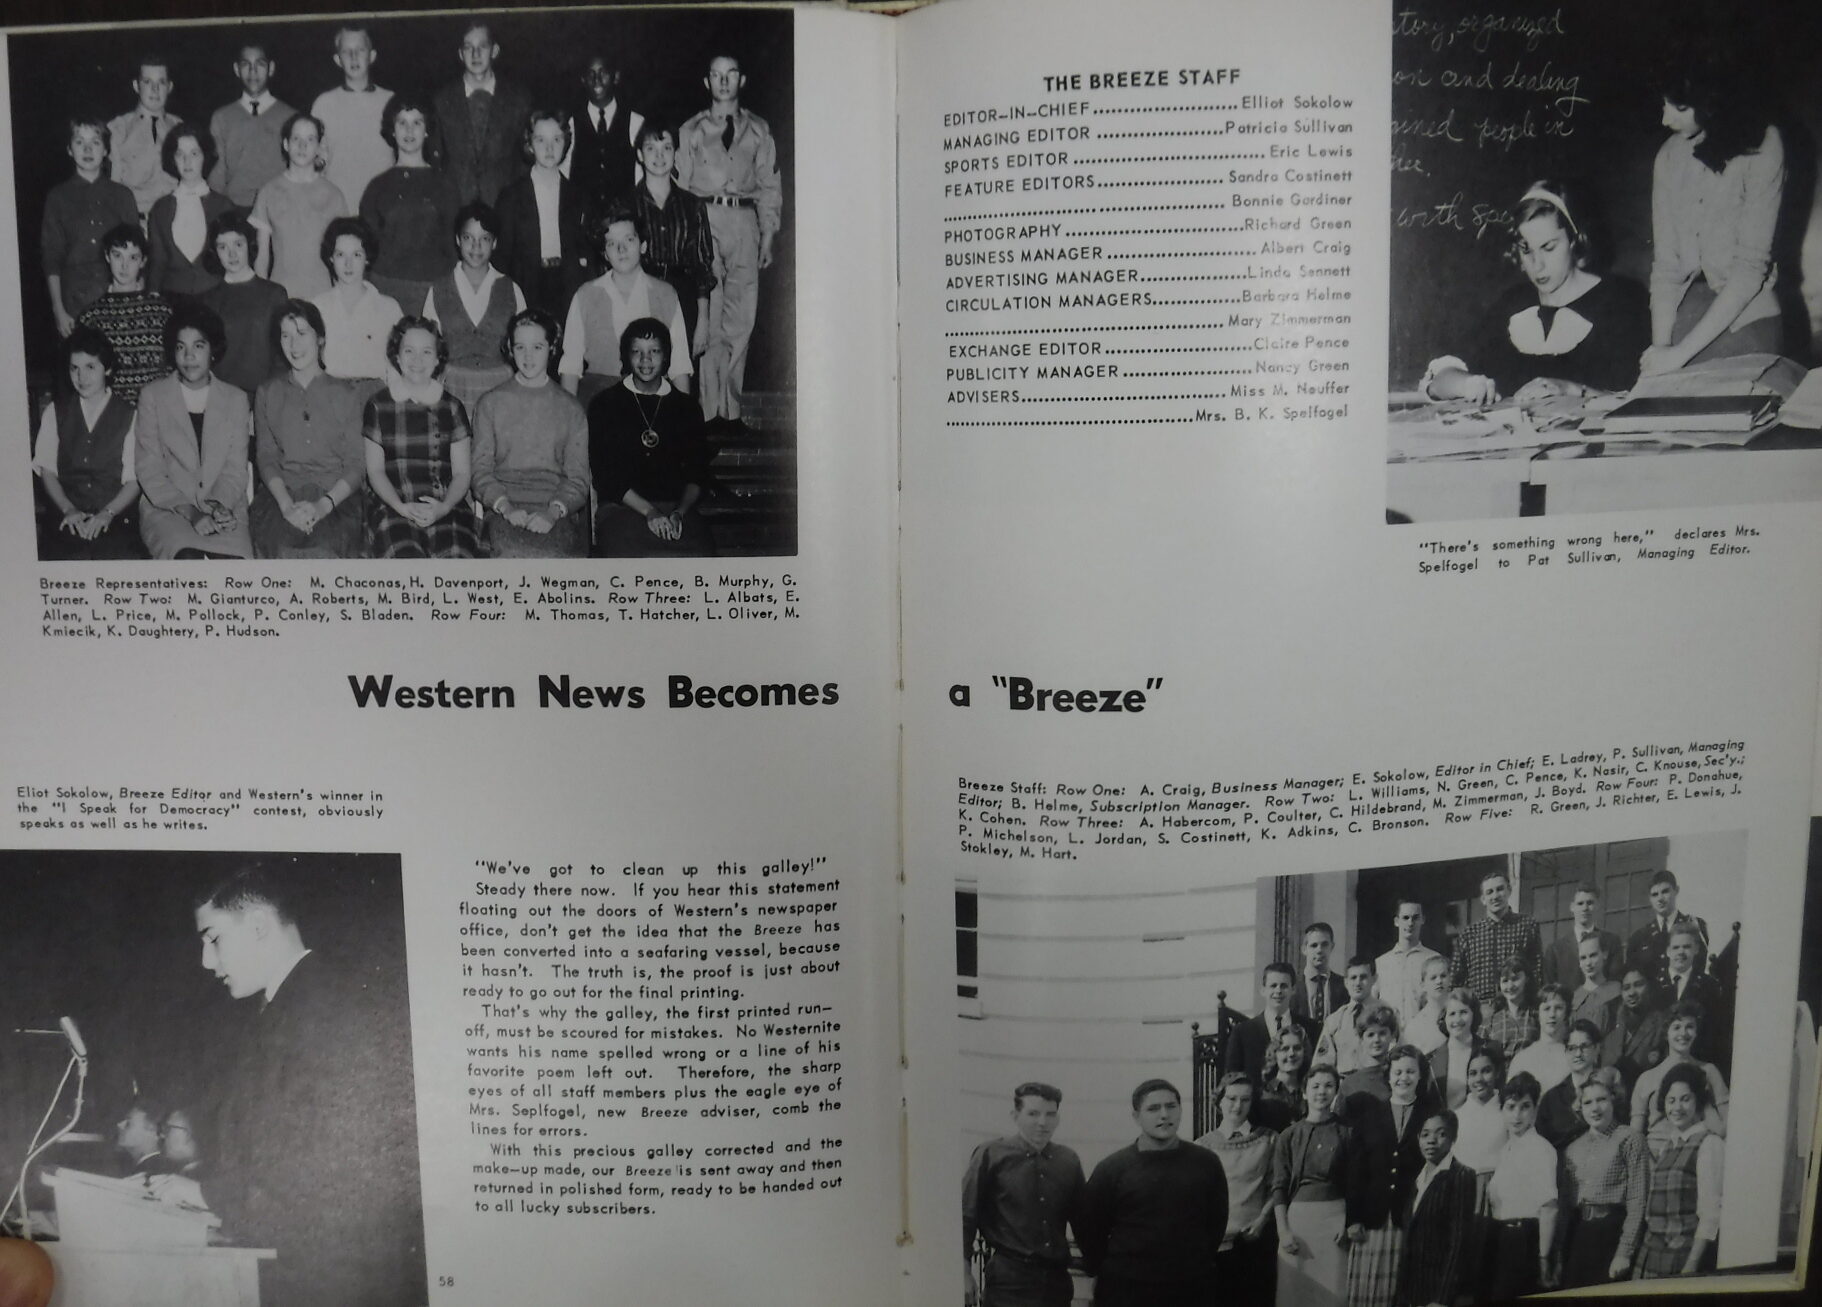 Breeze Representatives: Row One: M. Chaconas, H. Davenport, J. Wegman, C. Pence, B. Murphy, G.
Turner. Row Two: M. Gianturco, A. Roberts, M. Bird, L. West, E. Abolins. Row Three: L. Albats, E.
Allen, L. Price, M. Pollock, P. Conley, S. Bladen. Row Four: M. Thomas, T. Hatcher, L. Oliver, M.
Kmiecik, K. Daughtery, P. Hudson.
Western News Becomes
Eliot Sokolow, Breeze Editor and Western's winner in
the "I Speak for Democracy" contest, obviously
speaks as well as he writes.
"We've got to clean up this galley!"
Steady there now. If you hear this statement
floating out the doors of Western's newspaper
office, don't get the idea that the Breeze has
been converted into a seafaring vessel, because
it hasn't. The truth is, the proof is just about
ready to go out for the final printing.
That's why the galley, the first printed run-
off, must be scoured for mistakes. No Westernite
wants his name spelled wrong or a line of his
favorite poem left out. Therefore, the sharp
eyes of all staff members plus the eagle eye of
Mrs. Seplfogel, new Breeze adviser, comb the
lines for errors.
With this precious galley corrected and the
make-up made, our Breeze is sent away and then
returned in polished form, ready to be handed out
to all lucky subscribers.
58
THE BREEZE STAFF
EDITOR-IN-CHIEF........................Elliot Sokolow
MANAGING EDITOR .....................Patricia Sullivan
SPORTS EDITOR ................................ Eric Lewis
FEATURE EDITORS..................... Sandra Costinett
............................................... Bonnie Gardiner
PHOTOGRAPHY ..............................Richard Green
BUSINESS MANAGER ......................... Albert Craig
ADVERTISING MANAGER..................Linda Sennett
CIRCULATION MANAGERS...............Barbara Helme
............................................... Mary Zimmerman
EXCHANGE EDITOR.........................Claire Pence
PUBLICITY MANAGER ......................Nancy Green
ADVISERS................................... Miss M. Neuffer
..........................................Mrs. B. K. Spelfogel
tory, organized
on and dealing
ained people in
her.
worth spe
"There's something wrong here," declares Mrs.
Spelfogel to Pat Sullivan, Managing Editor.
a "Breeze"
Breeze Staff: Row One: A. Craig, Business Manager; E. Sokolow, Editor in Chief; E. Ladrey, P. Sullivan, Managing
Editor; B. Helme, Subscription Manager. Row Two: L. Williams, N. Green, C. Pence, K. Nasir, C. Knouse, Sec'y.;
K. Cohen. Row Three: A. Habercom, P. Coulter, C. Hildebrand, M. Zimmerman, J. Boyd. Row Four: P. Donahue,
P. Michelson, L. Jordan, S. Costinett, K. Adkins, C. Bronson. Row Five: R. Green, J. Richter, E. Lewis, J.
Stokley, M. Hart.